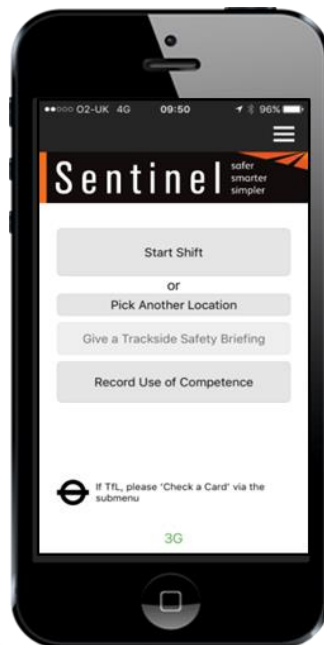 O2-UK 4G 09:50 96%
Sentinel
safer
smarter
simpler
Start Shift
or
Pick Another Location
Give a Trackside Safety Briefing
Record Use of Competence
If TfL, please 'Check a Card' via the
submenu
3G